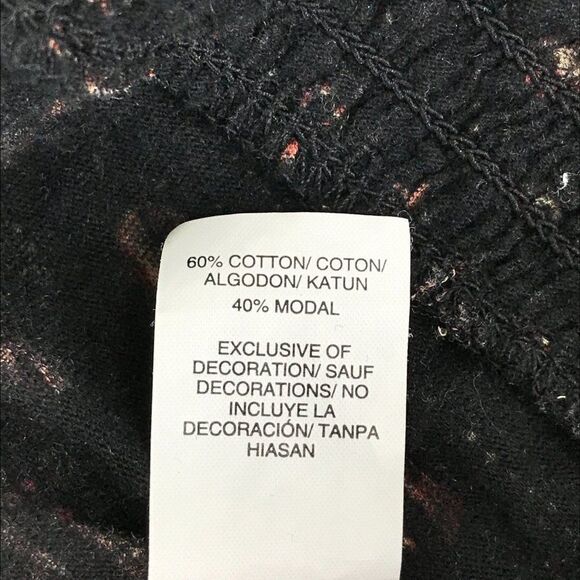 60% COTTON/ COTON/
ALGODON/ KATUN
40% MODAL
EXCLUSIVE OF
DECORATION/ SAUF
DECORATIONS/ NO
INCLUYE LA
DECORACIÓN/ TANPA
HIASAN